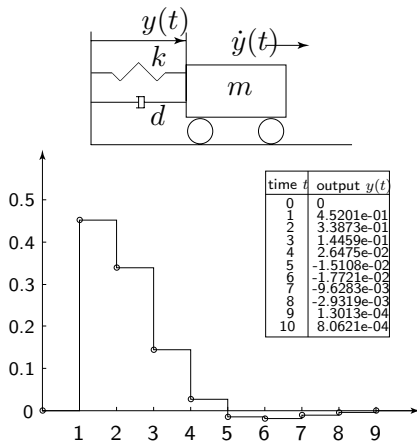 y(t)
ẏ(t)
k
m
d
time t output y(t)
0 0
1 4.5201e-01
2 3.3873e-01
3 1.4459e-01
4 2.6475e-02
5 -1.5108e-02
6 -1.7721e-02
7 -9.6283e-03
8 -2.9319e-03
9 1.3013e-04
10 8.0621e-04
0.5
0.4
0.3
0.2
0.1
0
1 2 3 4 5 6 7 8 9